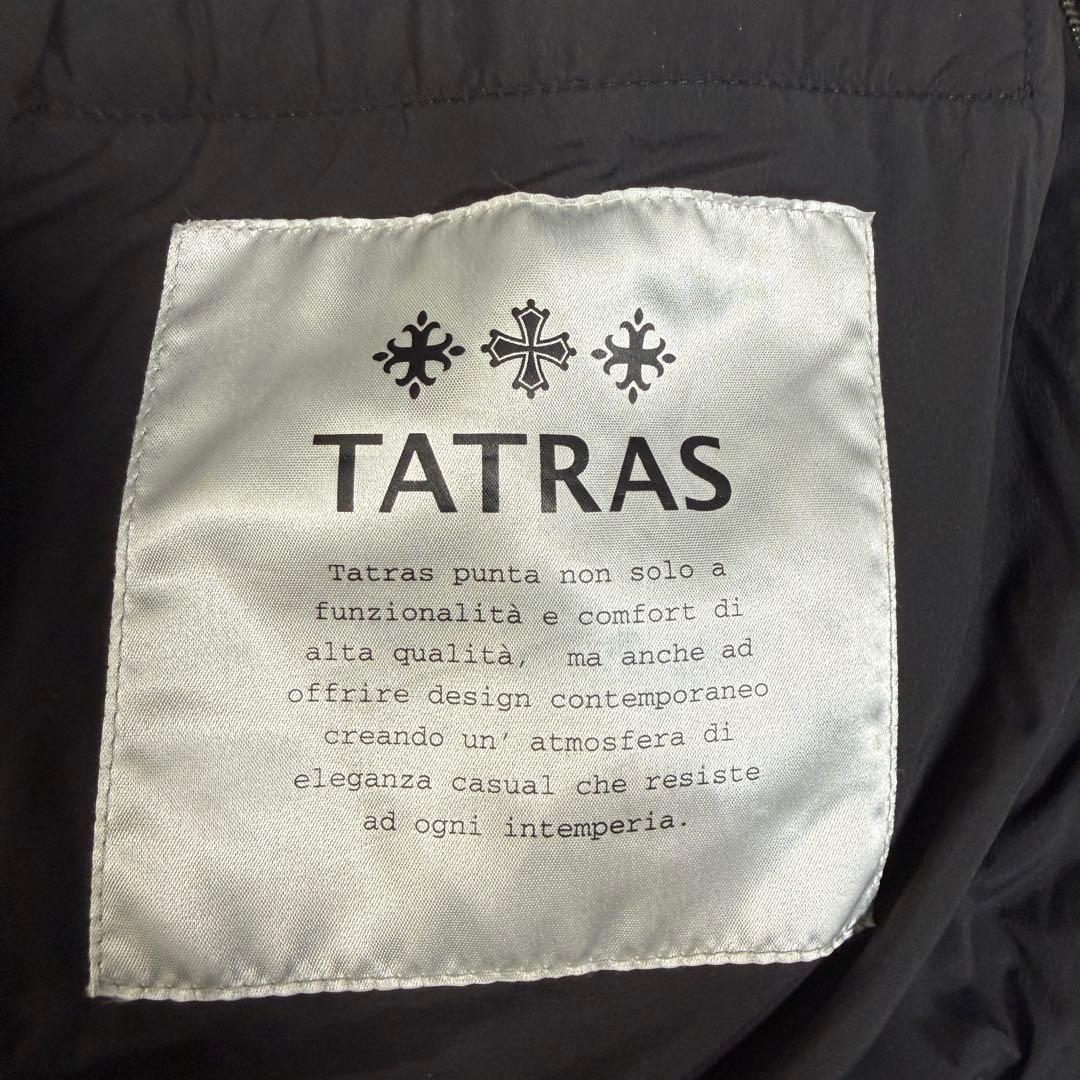 TATRAS
Tatras punta non solo a
funzionalità e comfort di
alta qualità, ma anche ad
offrire design contemporaneo
creando un' atmosfera di
eleganza casual che resiste
ad ogni intemperia.